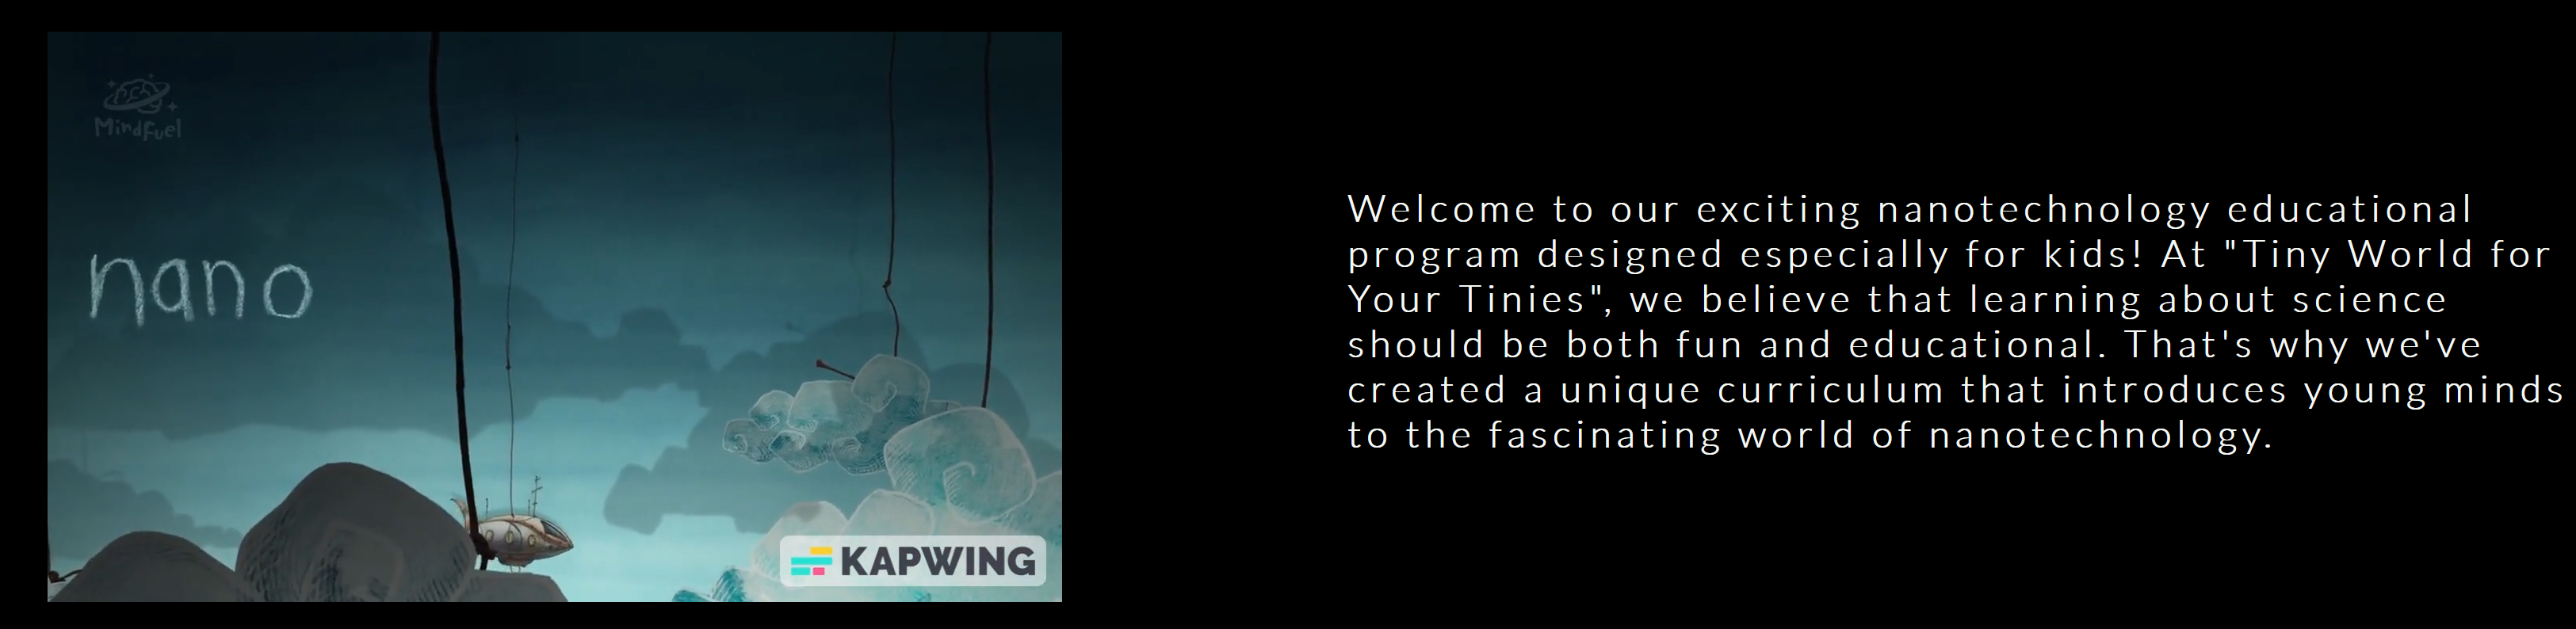 MindFuel
nano
KAPWING
Welcome to our exciting nanotechnology educational
program designed especially for kids! At "Tiny World for
Your Tinies", we believe that learning about science
should be both fun and educational. That's why we've
created a unique curriculum that introduces young minds
to the fascinating world of nanotechnology.